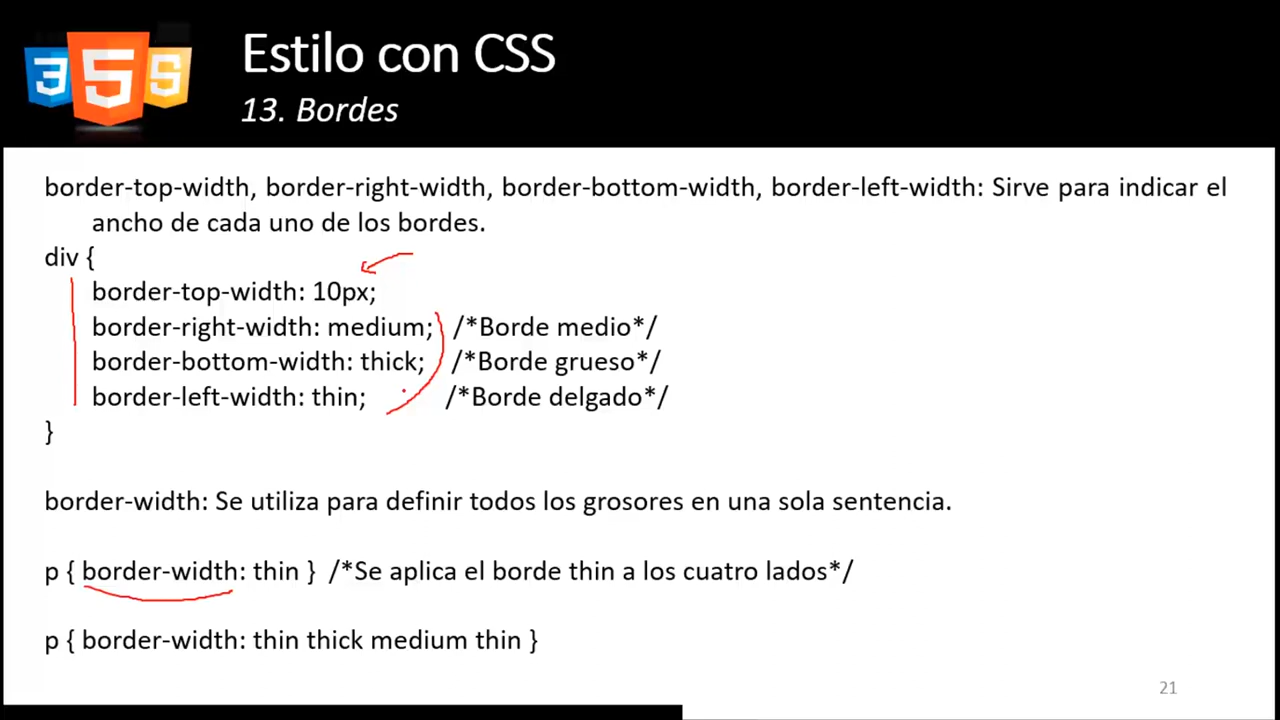 3 5 S
Estilo con CSS
13. Bordes
border-top-width, border-right-width, border-bottom-width, border-left-width: Sirve para indicar el
ancho de cada uno de los bordes.
div {
border-top-width: 10px;
border-right-width: medium; /*Borde medio*/
border-bottom-width: thick; /*Borde grueso*/
border-left-width: thin; /*Borde delgado*/
}
border-width: Se utiliza para definir todos los grosores en una sola sentencia.
p { border-width: thin } /*Se aplica el borde thin a los cuatro lados*/
p { border-width: thin thick medium thin }
21